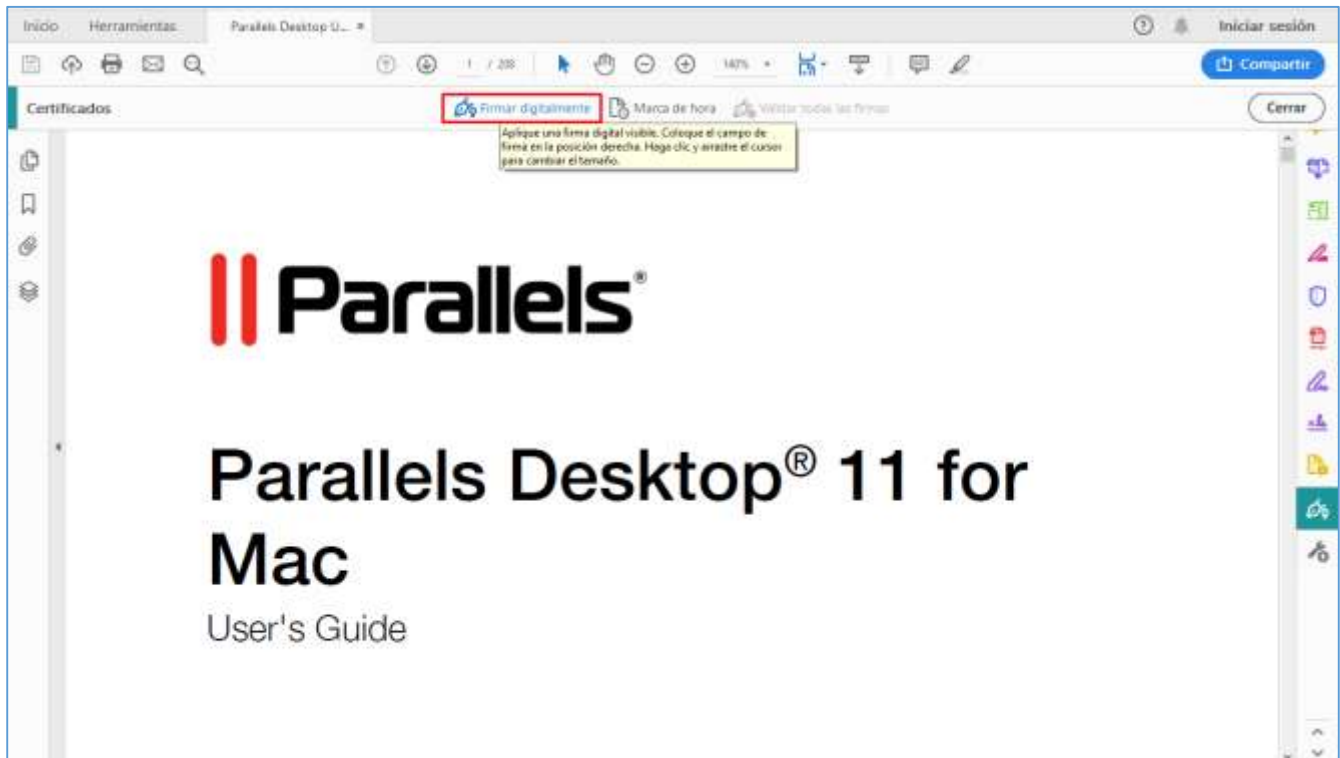 Inicio Herramientas Parallels Desktop U... × Iniciar sesión
1 / 208 140% Compartir
Certificados Firmar digitalmente Marca de hora Validar todas las firmas Cerrar
Aplique una firma digital visible. Coloque el campo de
firma en la posición derecha. Haga clic y arrastre el cursor
para cambiar el tamaño.
Parallels®
Parallels Desktop® 11 for
Mac
User's Guide